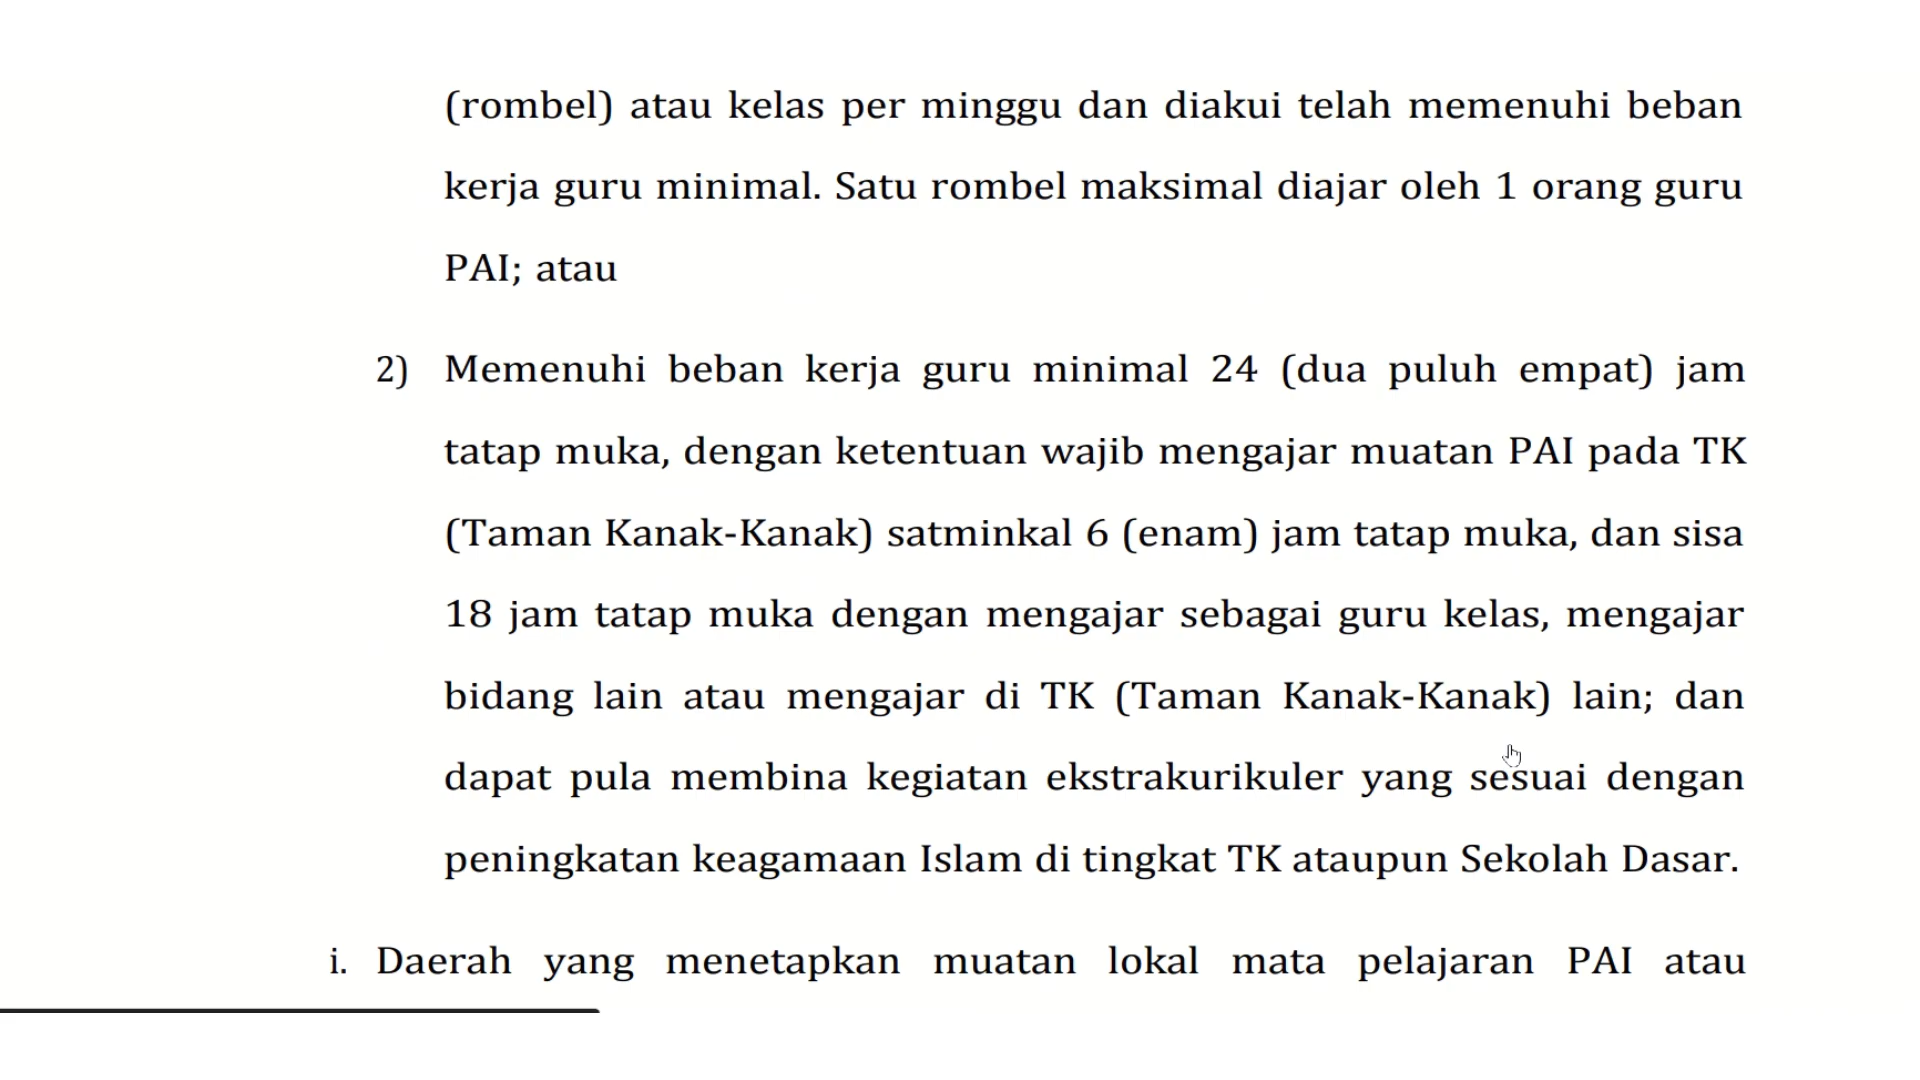 (rombel) atau kelas per minggu dan diakui telah memenuhi beban
kerja guru minimal. Satu rombel maksimal diajar oleh 1 orang guru
PAI; atau
2) Memenuhi beban kerja guru minimal 24 (dua puluh empat) jam
tatap muka, dengan ketentuan wajib mengajar muatan PAI pada TK
(Taman Kanak-Kanak) satminkal 6 (enam) jam tatap muka, dan sisa
18 jam tatap muka dengan mengajar sebagai guru kelas, mengajar
bidang lain atau mengajar di TK (Taman Kanak-Kanak) lain; dan
dapat pula membina kegiatan ekstrakurikuler yang sesuai dengan
peningkatan keagamaan Islam di tingkat TK ataupun Sekolah Dasar.
i. Daerah yang menetapkan muatan lokal mata pelajaran PAI atau